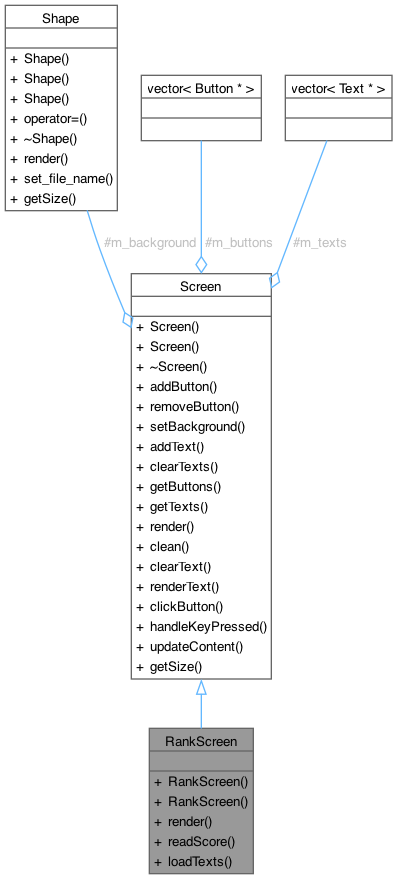 Shape
+ Shape()
+ Shape()
+ Shape()
+ operator=()
+ ~Shape()
+ render()
+ set_file_name()
+ getSize()
vector< Button * >
vector< Text * >
#m_background
#m_buttons
#m_texts
Screen
+ Screen()
+ Screen()
+ ~Screen()
+ addButton()
+ removeButton()
+ setBackground()
+ addText()
+ clearTexts()
+ getButtons()
+ getTexts()
+ render()
+ clean()
+ clearText()
+ renderText()
+ clickButton()
+ handleKeyPressed()
+ updateContent()
+ getSize()
RankScreen
+ RankScreen()
+ RankScreen()
+ render()
+ readScore()
+ loadTexts()